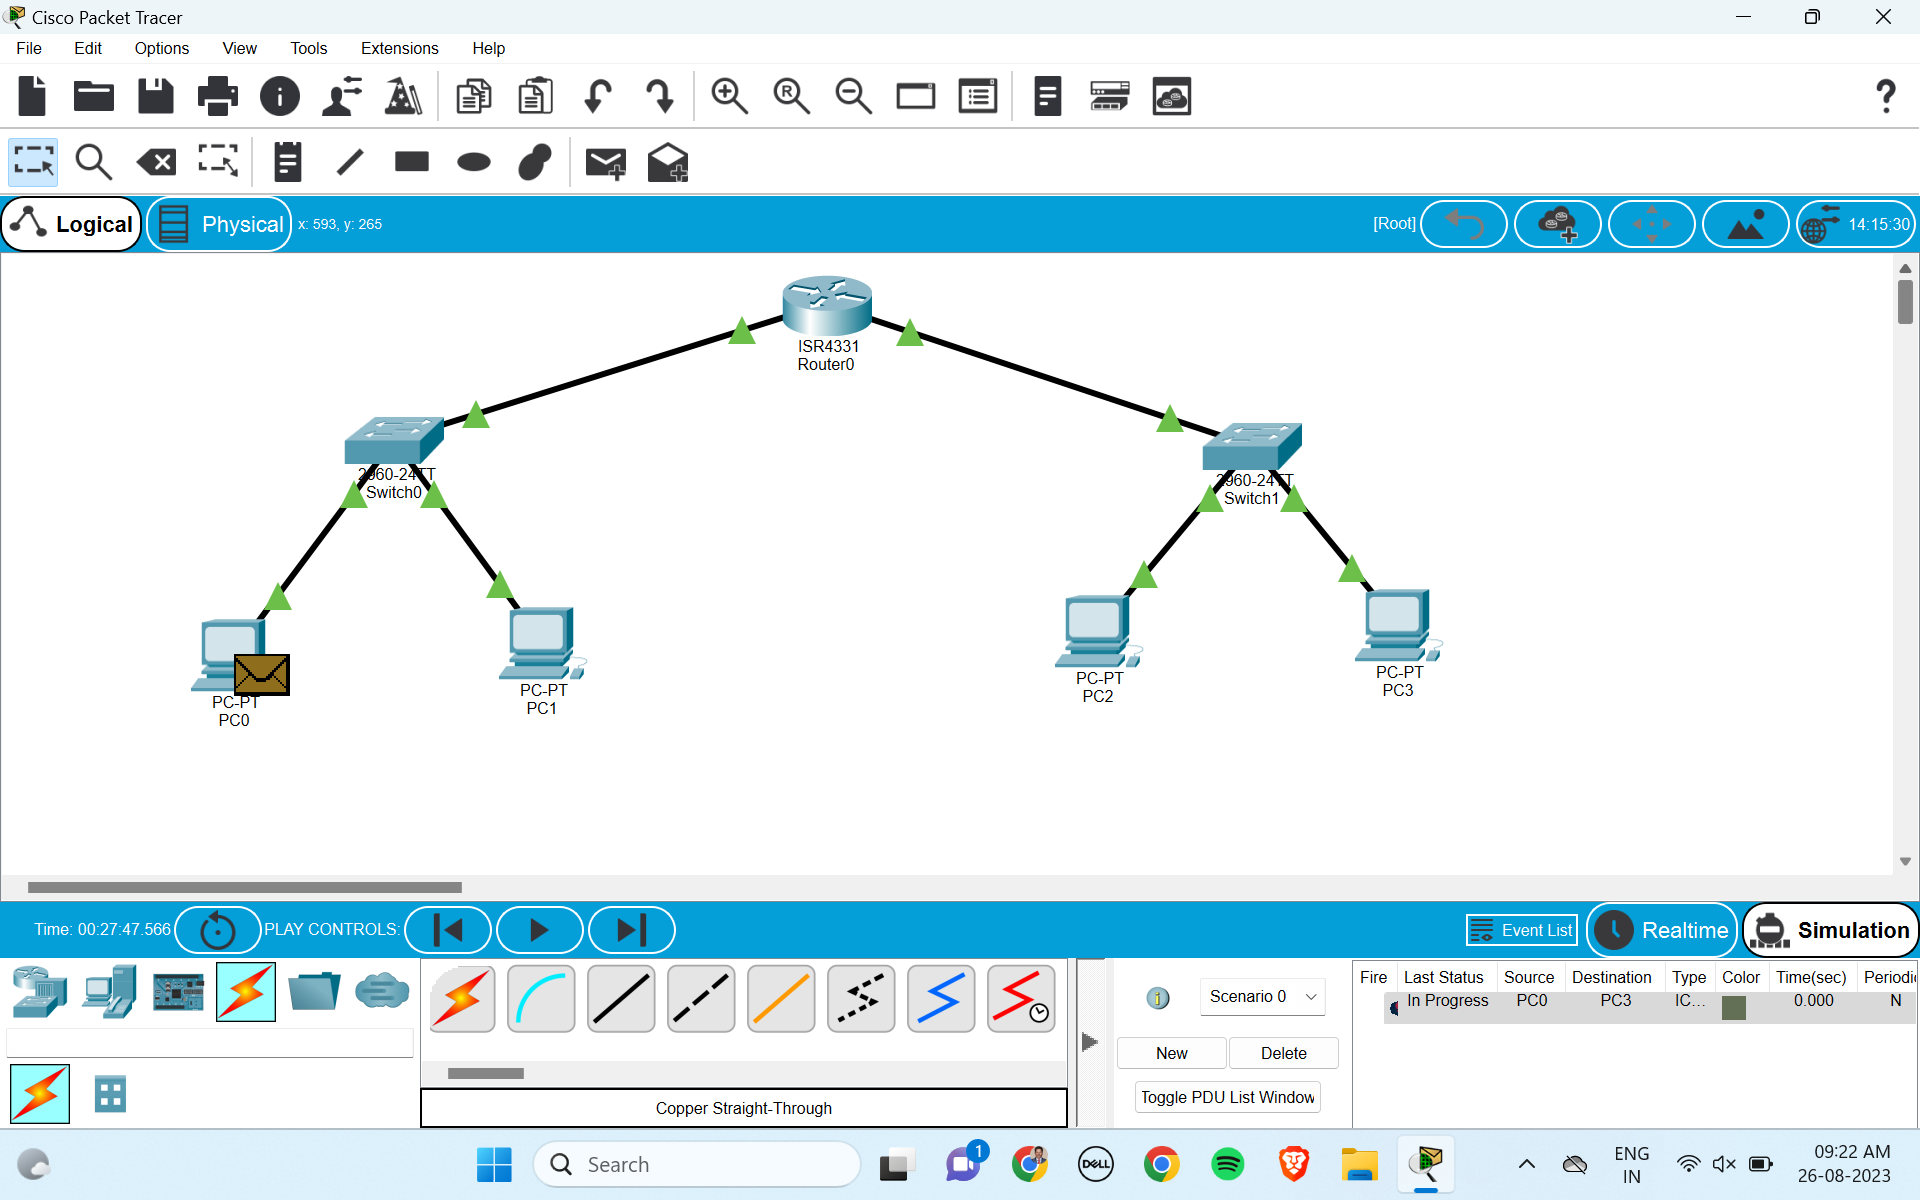 Cisco Packet Tracer
File Edit Options View Tools Extensions Help
Logical Physical x: 593, y: 265 [Root] 14:15:30
ISR4331
Router0
2960-24TT
Switch0
2960-24TT
Switch1
PC-PT
PC0
PC-PT
PC1
PC-PT
PC2
PC-PT
PC3
Time: 00:27:47.566 PLAY CONTROLS: Event List Realtime Simulation
Fire Last Status Source Destination Type Color Time(sec) Periodic
In Progress PC0 PC3 IC... 0.000 N
Scenario 0
New Delete
Toggle PDU List Window
Copper Straight-Through
Search
1
DELL
ENG
IN
09:22 AM
26-08-2023